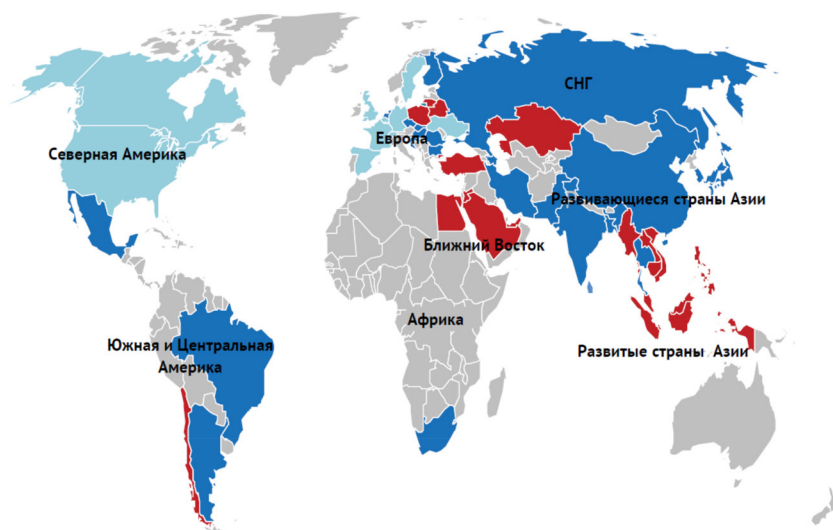 СНГ
Северная Америка
Европа
Развивающиеся страны Азии
Ближний Восток
Африка
Южная и Центральная
Америка
Развитые страны Азии